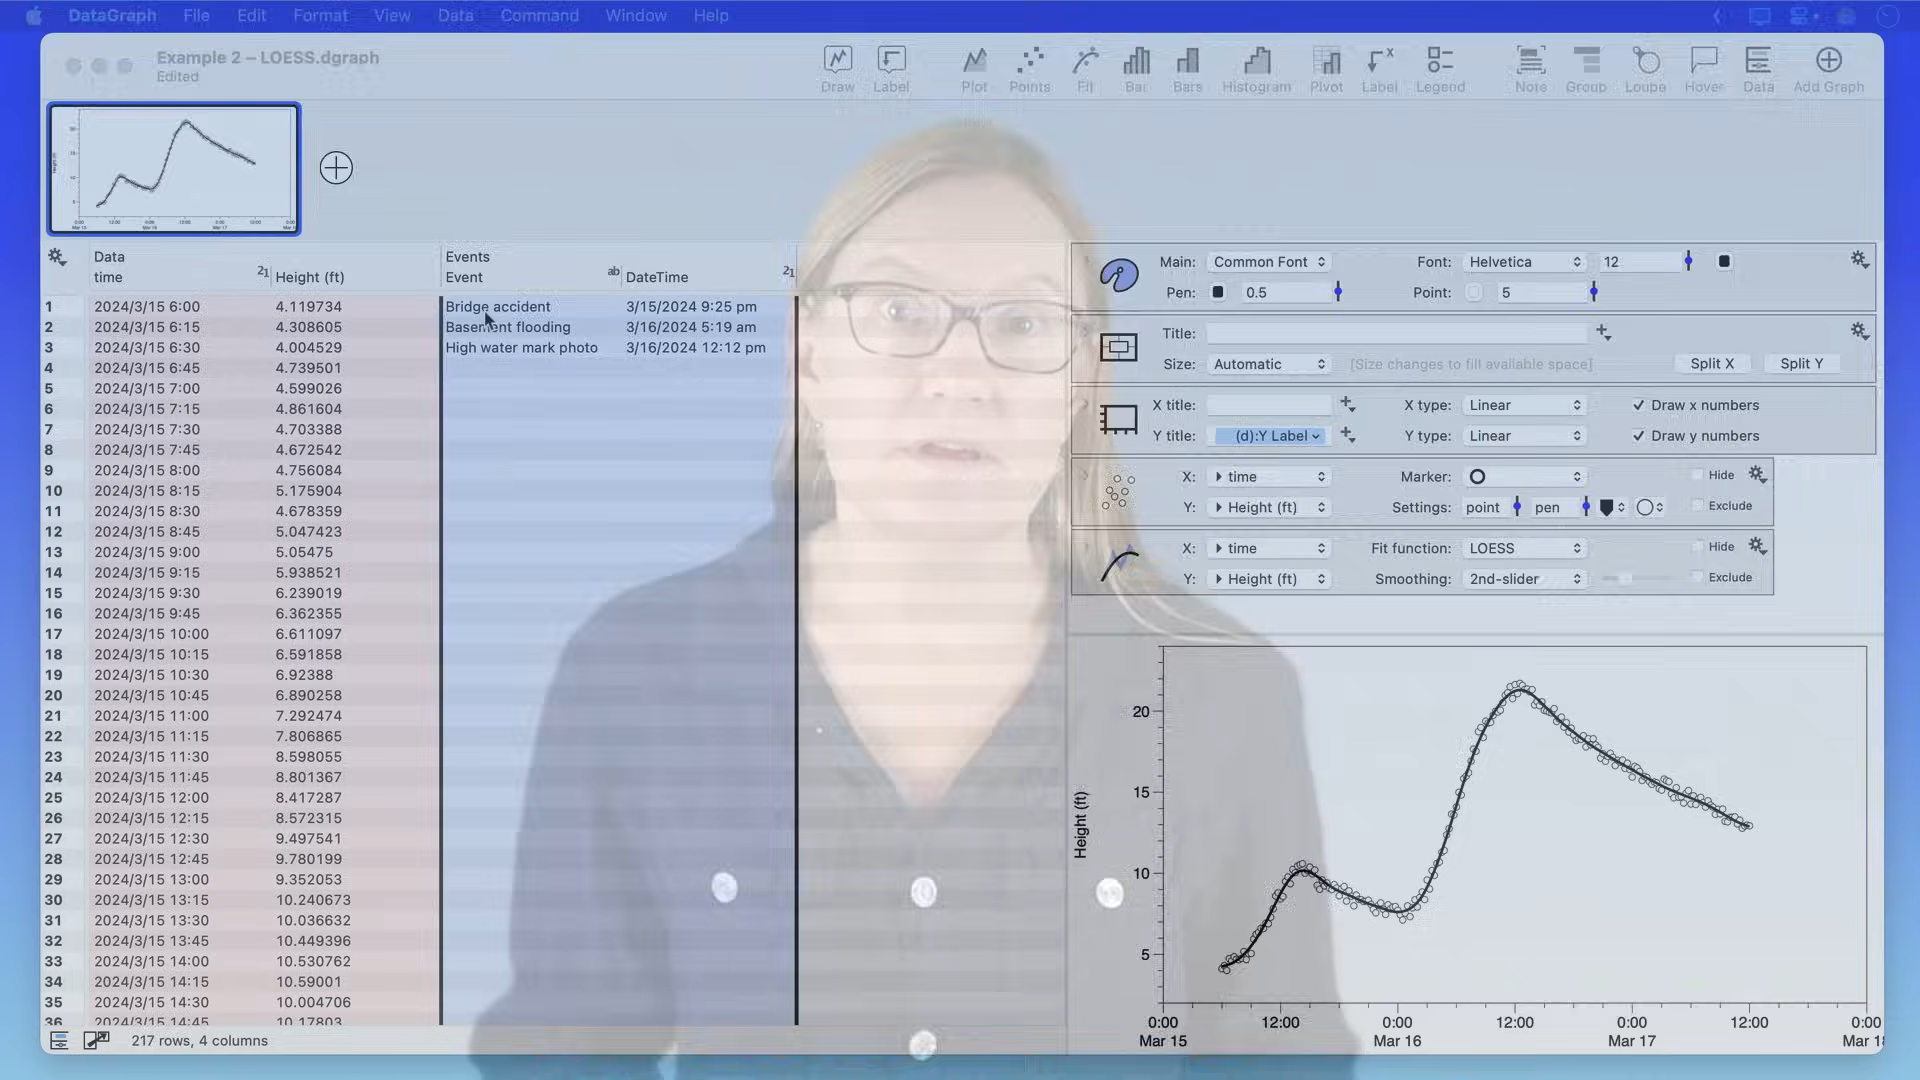 DataGraph File Edit Format View Data Command Window Help
Example 2 – LOESS.dgraph
Edited
Draw Label Plot Points Fit Bar Bars Histogram Pivot Label Legend Note Group Loupe Hover Data Add Graph
Data Events
time Height (ft) Event DateTime
1 2024/3/15 6:00 4.119734 Bridge accident 3/15/2024 9:25 pm
2 2024/3/15 6:15 4.308605 Basement flooding 3/16/2024 5:19 am
3 2024/3/15 6:30 4.004529 High water mark photo 3/16/2024 12:12 pm
4 2024/3/15 6:45 4.739501
5 2024/3/15 7:00 4.599026
6 2024/3/15 7:15 4.861604
7 2024/3/15 7:30 4.703388
8 2024/3/15 7:45 4.672542
9 2024/3/15 8:00 4.756084
10 2024/3/15 8:15 5.175904
11 2024/3/15 8:30 4.678359
12 2024/3/15 8:45 5.047423
13 2024/3/15 9:00 5.05475
14 2024/3/15 9:15 5.938521
15 2024/3/15 9:30 6.239019
16 2024/3/15 9:45 6.362355
17 2024/3/15 10:00 6.611097
18 2024/3/15 10:15 6.591858
19 2024/3/15 10:30 6.92388
20 2024/3/15 10:45 6.890258
21 2024/3/15 11:00 7.292474
22 2024/3/15 11:15 7.806865
23 2024/3/15 11:30 8.598055
24 2024/3/15 11:45 8.801367
25 2024/3/15 12:00 8.417287
26 2024/3/15 12:15 8.572315
27 2024/3/15 12:30 9.497541
28 2024/3/15 12:45 9.780199
29 2024/3/15 13:00 9.352053
30 2024/3/15 13:15 10.240673
31 2024/3/15 13:30 10.036632
32 2024/3/15 13:45 10.449396
33 2024/3/15 14:00 10.530762
34 2024/3/15 14:15 10.59001
35 2024/3/15 14:30 10.004706
36 2024/3/15 14:45 10.17803
217 rows, 4 columns
Main: Common Font Font: Helvetica 12
Pen: 0.5 Point: 5
Title:
Size: Automatic [Size changes to fill available space] Split X Split Y
X title: X type: Linear Draw x numbers
Y title: (d):Y Label Y type: Linear Draw y numbers
X: time Marker: Hide
Y: Height (ft) Settings: point pen Exclude
X: time Fit function: LOESS Hide
Y: Height (ft) Smoothing: 2nd-slider Exclude
Height (ft)
20
15
10
5
0:00 12:00 0:00 12:00 0:00 12:00 0:00
Mar 15 Mar 16 Mar 17 Mar